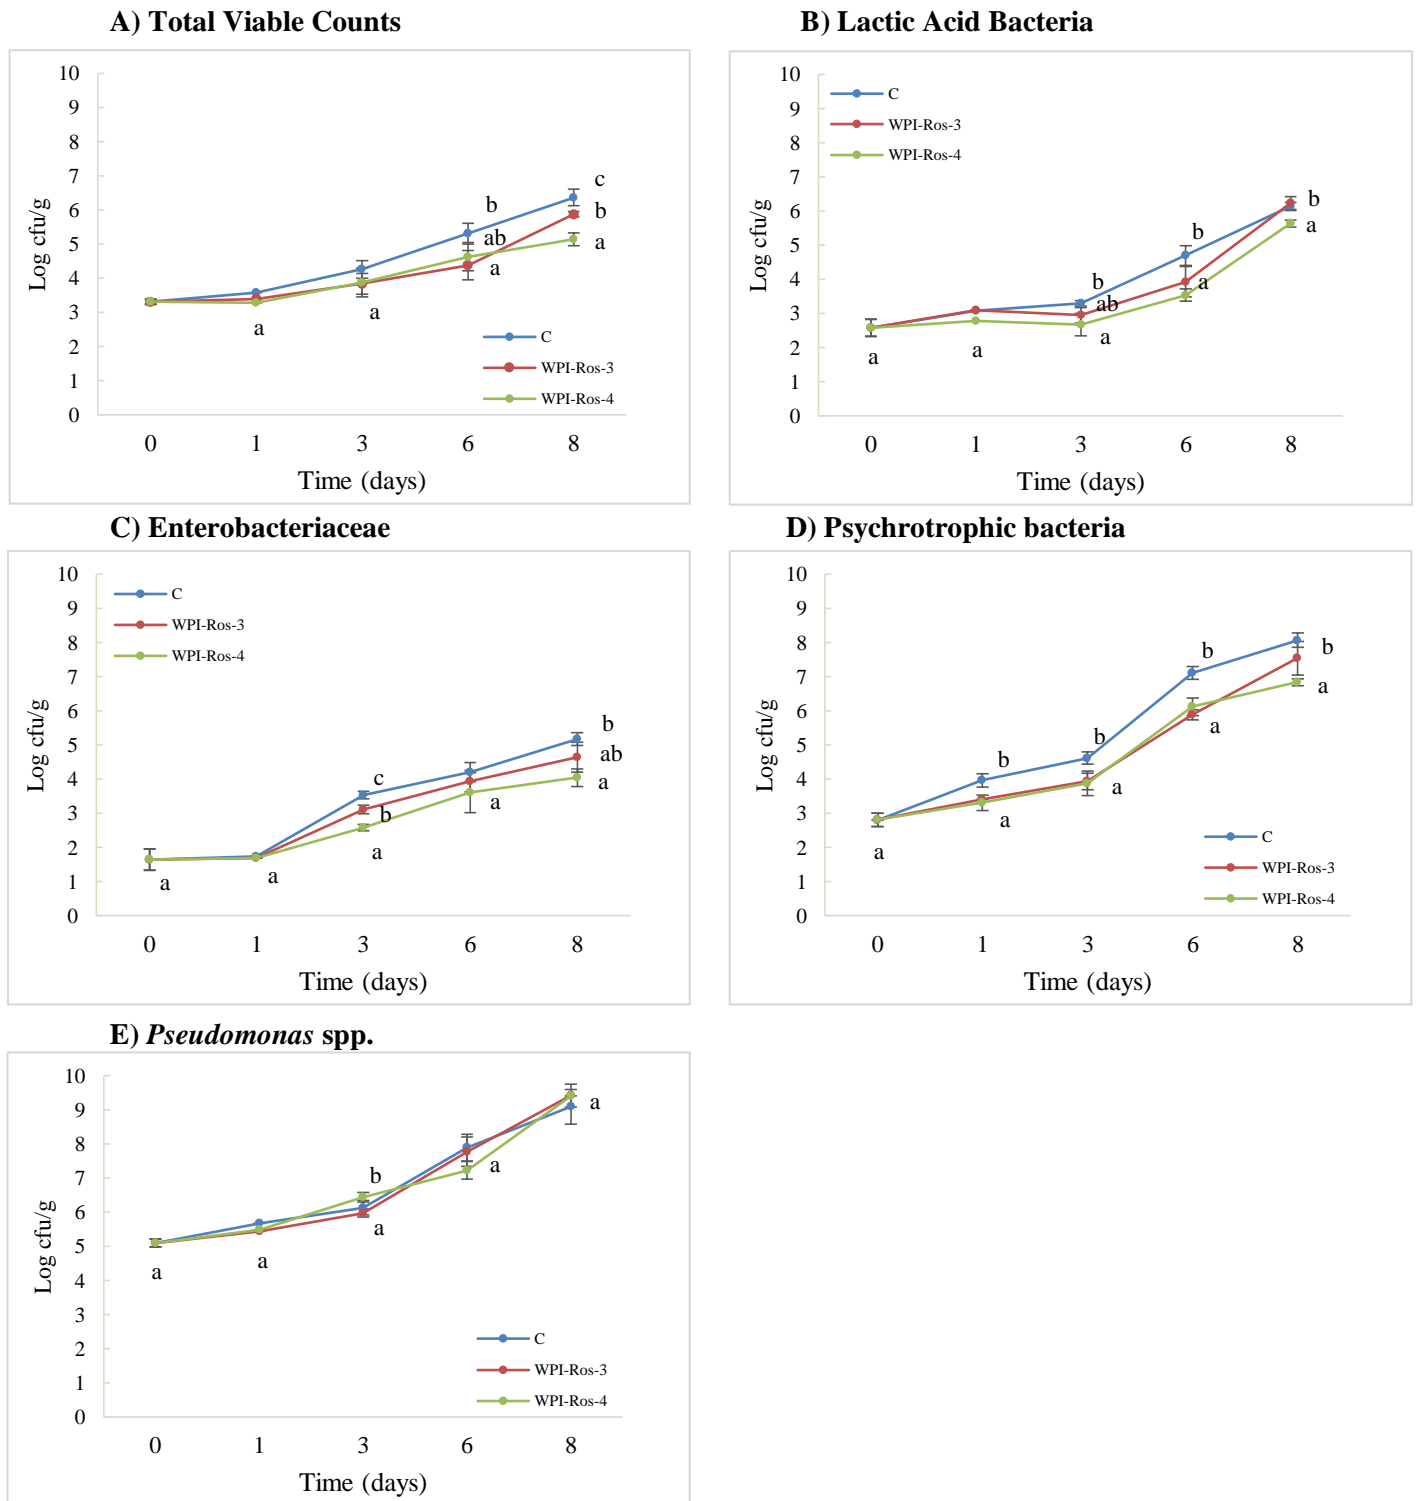 A) Total Viable Counts
10
9
8
7
6
5
4
3
2
1
0
Log cfu/g
c
b
b
ab
a
a
a
a
C
WPI-Ros-3
WPI-Ros-4
0 1 3 6 8
Time (days)
B) Lactic Acid Bacteria
10
9
8
7
6
5
4
3
2
1
0
Log cfu/g
C
WPI-Ros-3
WPI-Ros-4
b
a
b
b
a
ab
a
a
a
0 1 3 6 8
Time (days)
C) Enterobacteriaceae
10
9
8
7
6
5
4
3
2
1
0
Log cfu/g
C
WPI-Ros-3
WPI-Ros-4
b
ab
c
a
a
b
a
a
a
0 1 3 6 8
Time (days)
D) Psychrotrophic bacteria
10
9
8
7
6
5
4
3
2
1
0
Log cfu/g
b
b
a
b
a
b
a
a
a
C
WPI-Ros-3
WPI-Ros-4
0 1 3 6 8
Time (days)
E) Pseudomonas spp.
10
9
8
7
6
5
4
3
2
1
0
Log cfu/g
a
a
b
a
a
a
C
WPI-Ros-3
WPI-Ros-4
0 1 3 6 8
Time (days)